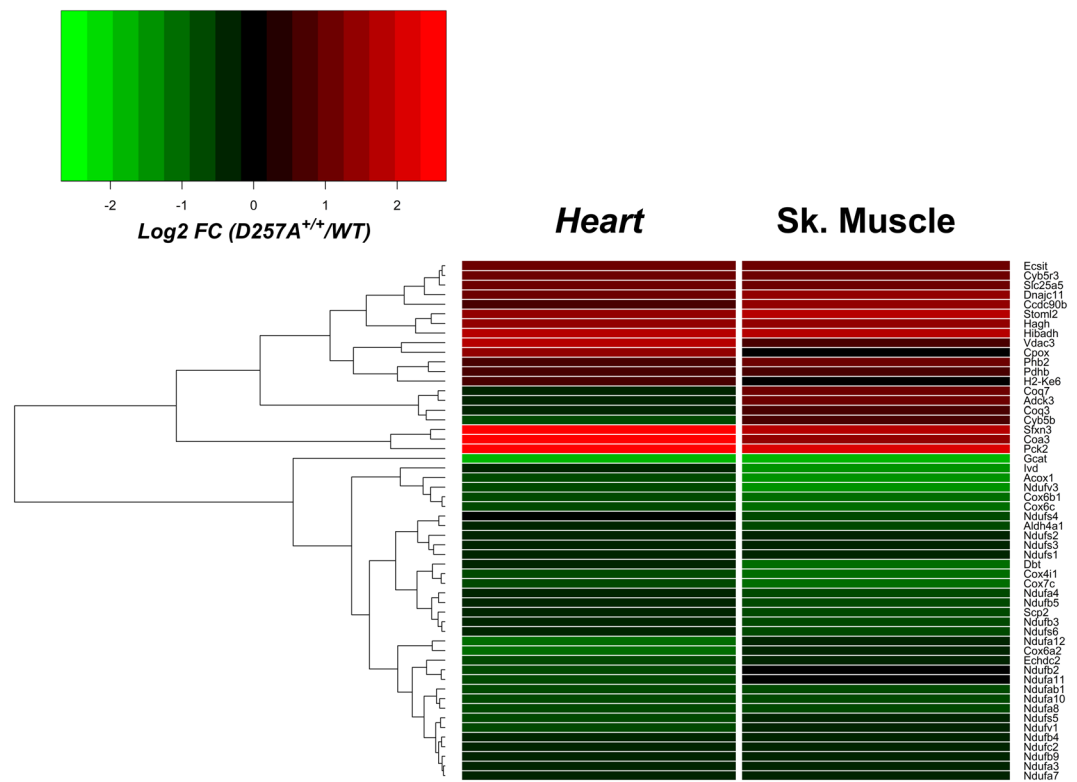 -2 -1 0 1 2
Log2 FC (D257A+/+/WT)
Heart Sk. Muscle
Ecsit
Cyb5r3
Slc25a5
Dnajc11
Ccdc90b
Stoml2
Hagh
Hibadh
Vdac3
Cpox
Phb2
Pdhb
H2-Ke6
Coq7
Adck3
Coq3
Cyb5b
Sfxn3
Coa3
Pck2
Gcat
Ivd
Acox1
Ndufv3
Cox6b1
Cox6c
Ndufs4
Aldh4a1
Ndufs2
Ndufs3
Ndufs1
Dbt
Cox4i1
Cox7c
Ndufa4
Ndufb5
Scp2
Ndufb3
Ndufs6
Ndufa12
Cox6a2
Echdc2
Ndufb2
Ndufa11
Ndufab1
Ndufa10
Ndufa8
Ndufs5
Ndufv1
Ndufb4
Ndufc2
Ndufb9
Ndufa3
Ndufa7